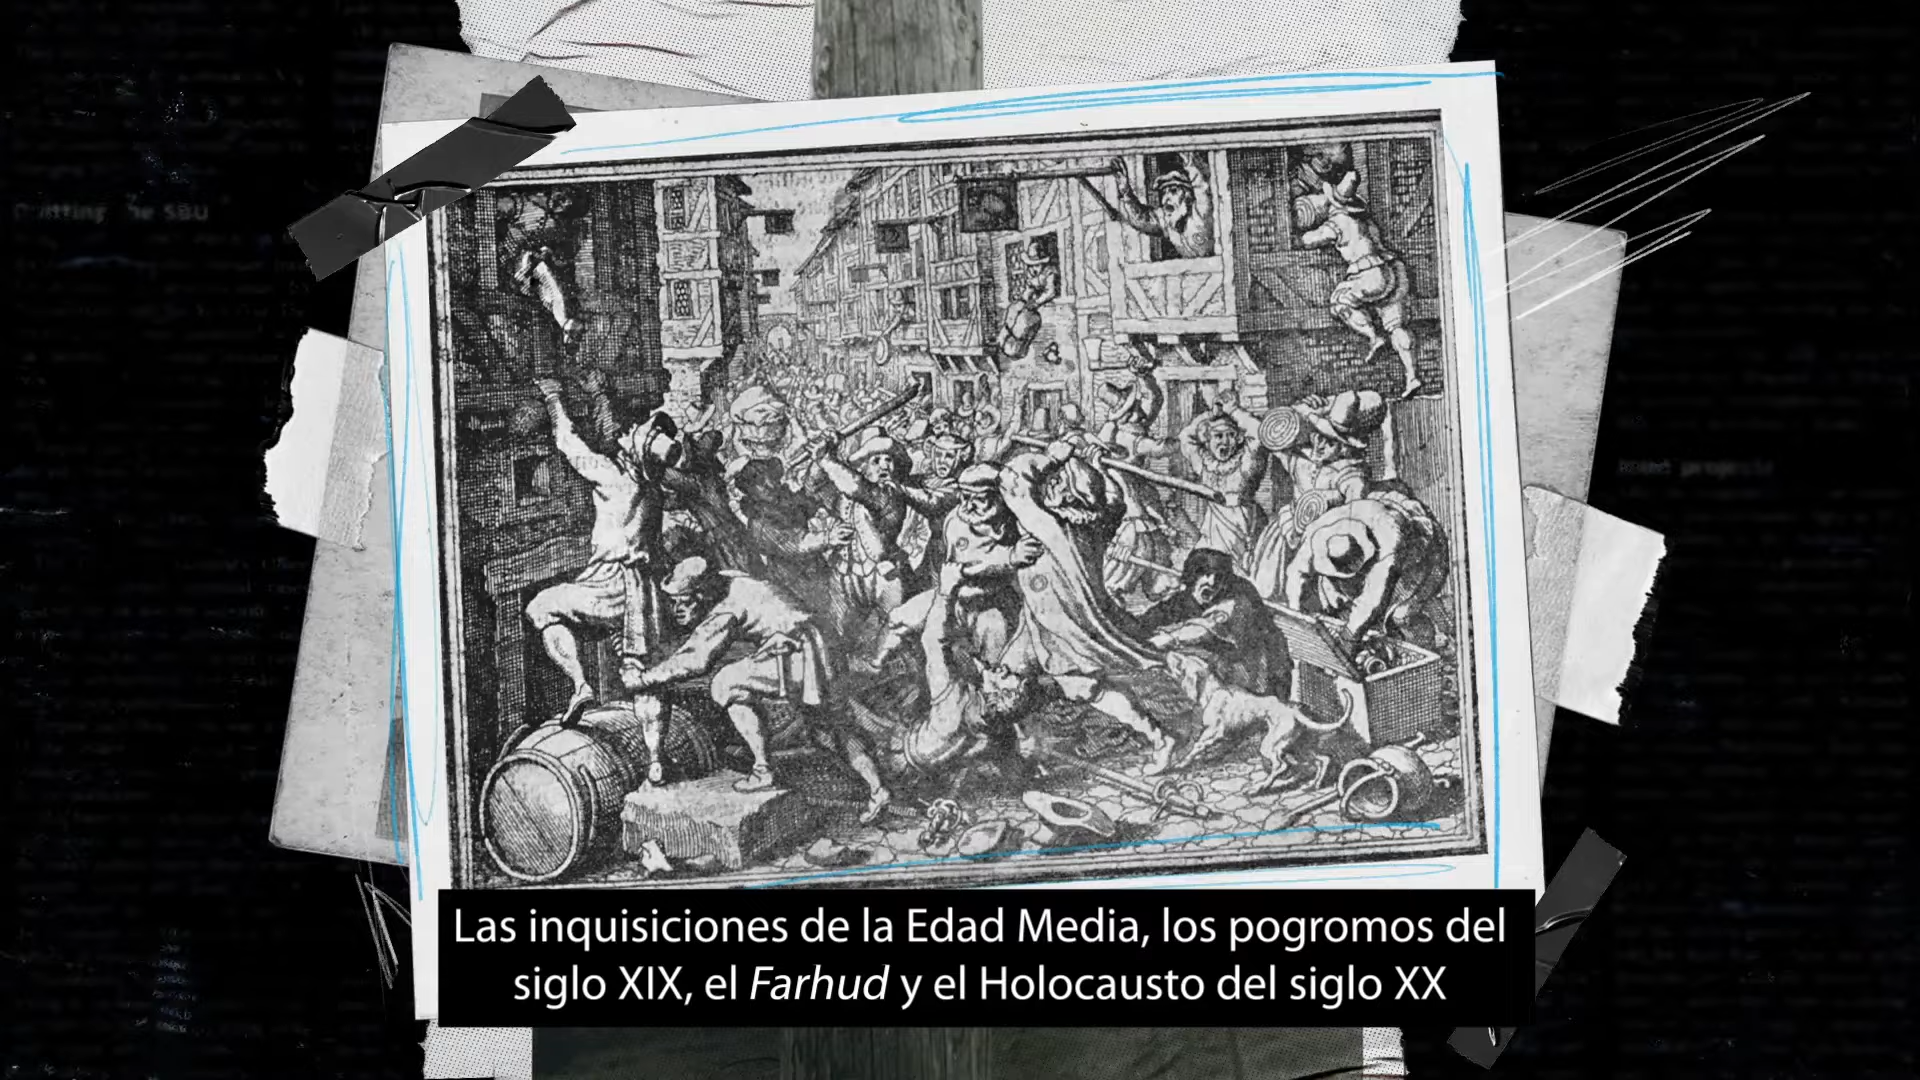 Las inquisiciones de la Edad Media, los pogromos del
siglo XIX, el Farhud y el Holocausto del siglo XX